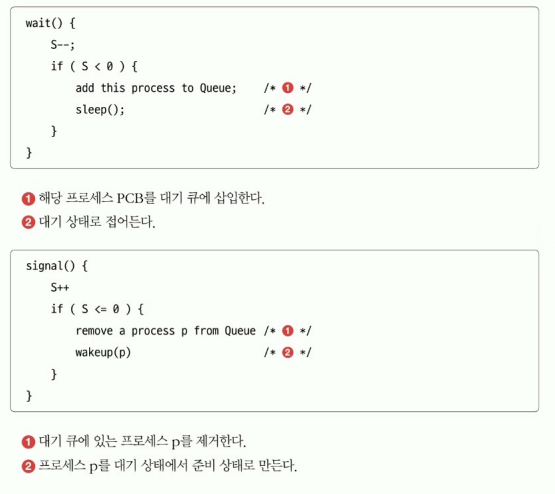 wait() {
S--;
if ( S < 0 ) {
add this process to Queue; /* ❶ */
sleep(); /* ❷ */
}
}
❶ 해당 프로세스 PCB를 대기 큐에 삽입한다.
❷ 대기 상태로 접어든다.
signal() {
S++
if ( S <= 0 ) {
remove a process p from Queue /* ❶ */
wakeup(p) /* ❷ */
}
}
❶ 대기 큐에 있는 프로세스 p를 제거한다.
❷ 프로세스 p를 대기 상태에서 준비 상태로 만든다.